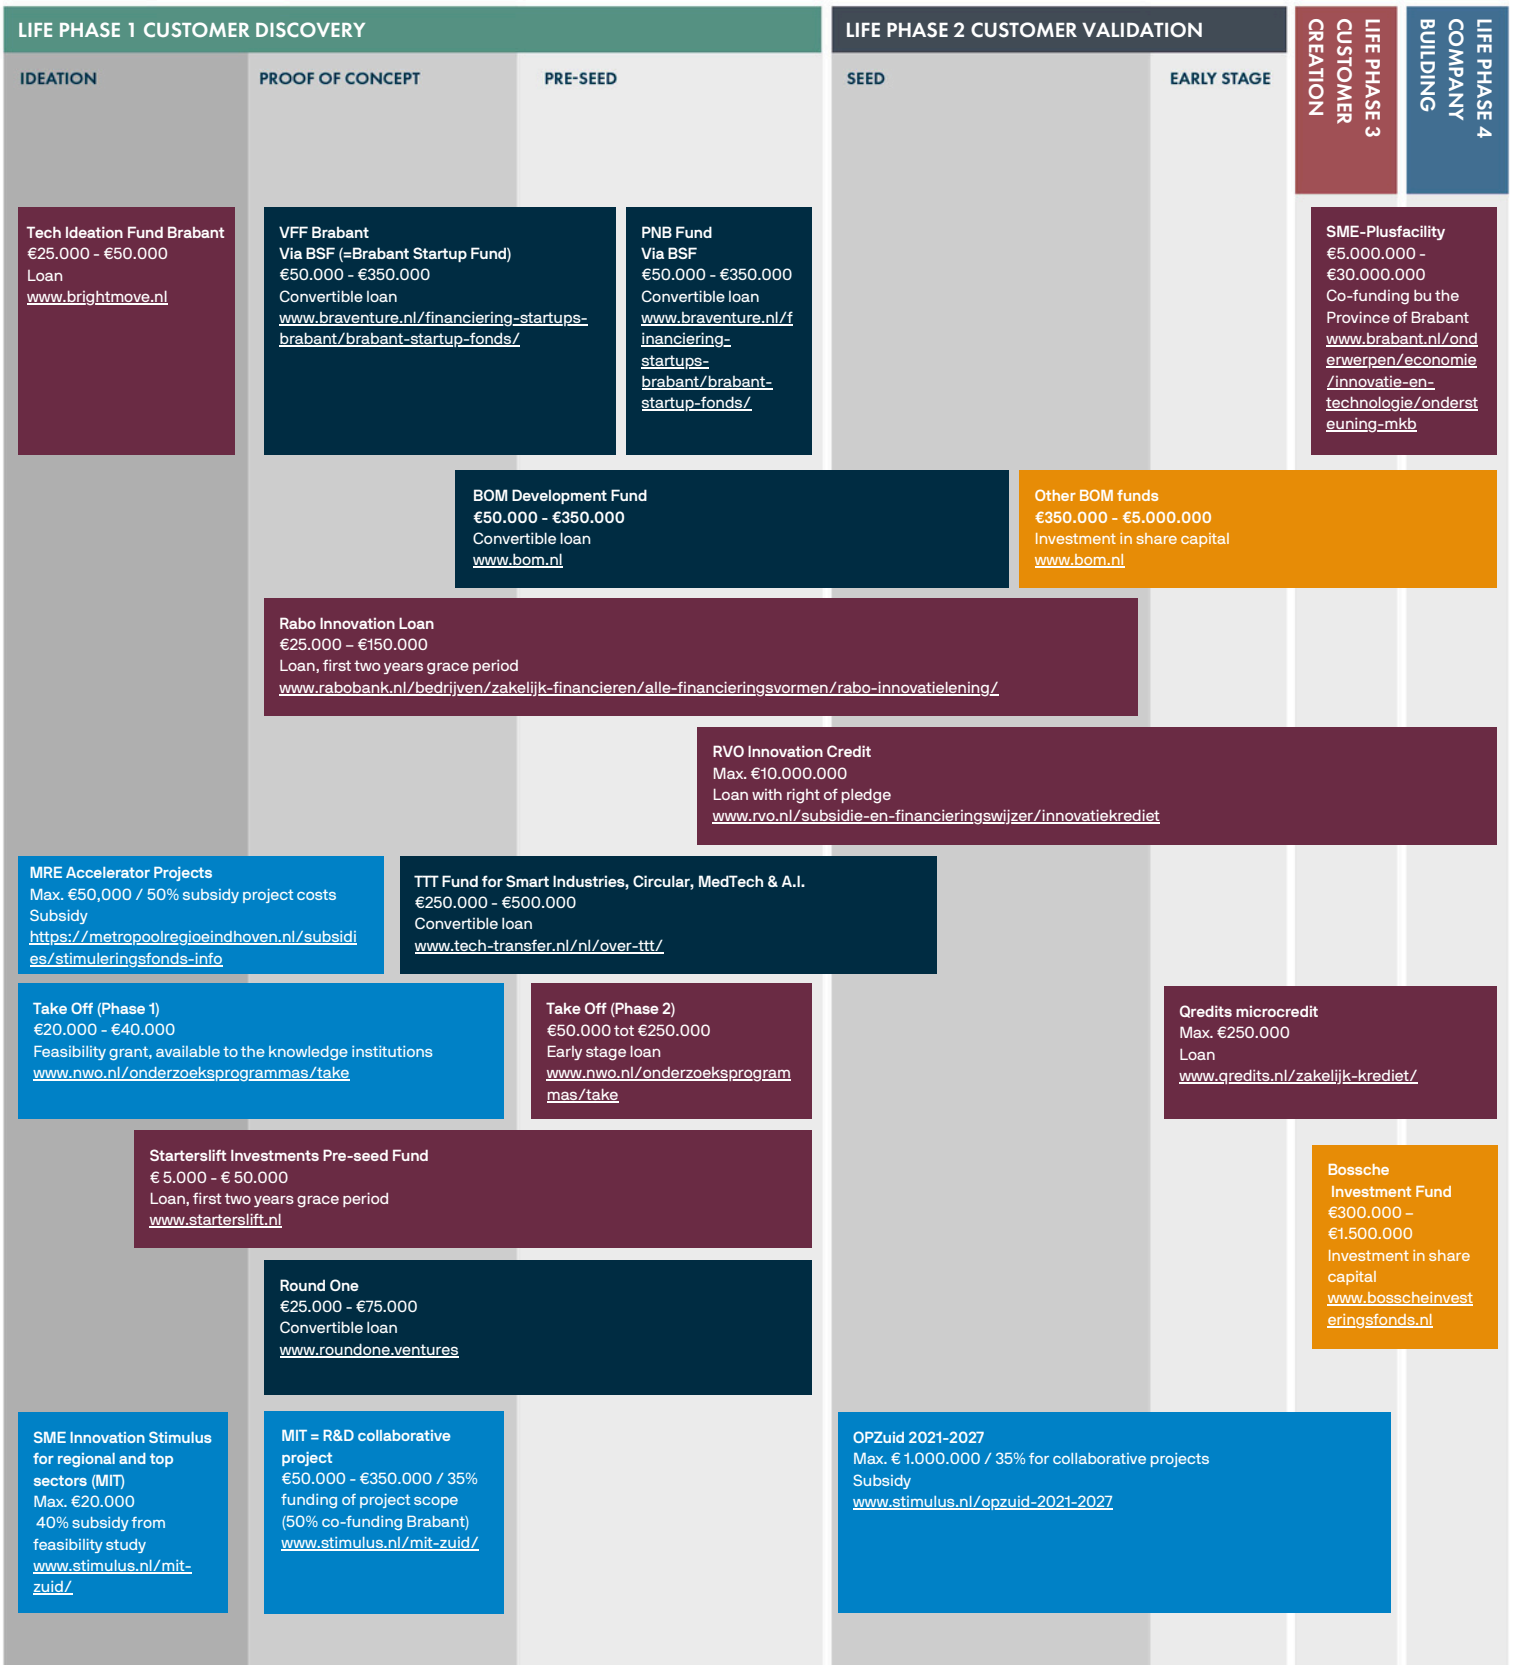 LIFE PHASE 1 CUSTOMER DISCOVERY
LIFE PHASE 2 CUSTOMER VALIDATION
LIFE PHASE 3
CUSTOMER
CREATION
LIFE PHASE 4
COMPANY
BUILDING
IDEATION
PROOF OF CONCEPT
PRE-SEED
SEED
EARLY STAGE
Tech Ideation Fund Brabant
€25.000 - €50.000
Loan
www.brightmove.nl
VFF Brabant
Via BSF (=Brabant Startup Fund)
€50.000 - €350.000
Convertible loan
www.braventure.nl/financiering-startups-
brabant/brabant-startup-fonds/
PNB Fund
Via BSF
€50.000 - €350.000
Convertible loan
www.braventure.nl/f
inanciering-
startups-
brabant/brabant-
startup-fonds/
SME-Plusfacility
€5.000.000 -
€30.000.000
Co-funding bu the
Province of Brabant
www.brabant.nl/ond
erwerpen/economie
/innovatie-en-
technologie/onderst
euning-mkb
BOM Development Fund
€50.000 - €350.000
Convertible loan
www.bom.nl
Other BOM funds
€350.000 - €5.000.000
Investment in share capital
www.bom.nl
Rabo Innovation Loan
€25.000 – €150.000
Loan, first two years grace period
www.rabobank.nl/bedrijven/zakelijk-financieren/alle-financieringsvormen/rabo-innovatielening/
RVO Innovation Credit
Max. €10.000.000
Loan with right of pledge
www.rvo.nl/subsidie-en-financieringswijzer/innovatiekrediet
MRE Accelerator Projects
Max. €50,000 / 50% subsidy project costs
Subsidy
https://metropoolregioeindhoven.nl/subsidi
es/stimuleringsfonds-info
TTT Fund for Smart Industries, Circular, MedTech & A.I.
€250.000 - €500.000
Convertible loan
www.tech-transfer.nl/nl/over-ttt/
Take Off (Phase 1)
€20.000 - €40.000
Feasibility grant, available to the knowledge institutions
www.nwo.nl/onderzoeksprogrammas/take
Take Off (Phase 2)
€50.000 tot €250.000
Early stage loan
www.nwo.nl/onderzoeksprogram
mas/take
Qredits microcredit
Max. €250.000
Loan
www.qredits.nl/zakelijk-krediet/
Starterslift Investments Pre-seed Fund
€ 5.000 - € 50.000
Loan, first two years grace period
www.starterslift.nl
Bossche
Investment Fund
€300.000 –
€1.500.000
Investment in share
capital
www.bosscheinvest
eringsfonds.nl
Round One
€25.000 - €75.000
Convertible loan
www.roundone.ventures
SME Innovation Stimulus
for regional and top
sectors (MIT)
Max. €20.000
40% subsidy from
feasibility study
www.stimulus.nl/mit-
zuid/
MIT = R&D collaborative
project
€50.000 - €350.000 / 35%
funding of project scope
(50% co-funding Brabant)
www.stimulus.nl/mit-zuid/
OPZuid 2021-2027
Max. € 1.000.000 / 35% for collaborative projects
Subsidy
www.stimulus.nl/opzuid-2021-2027